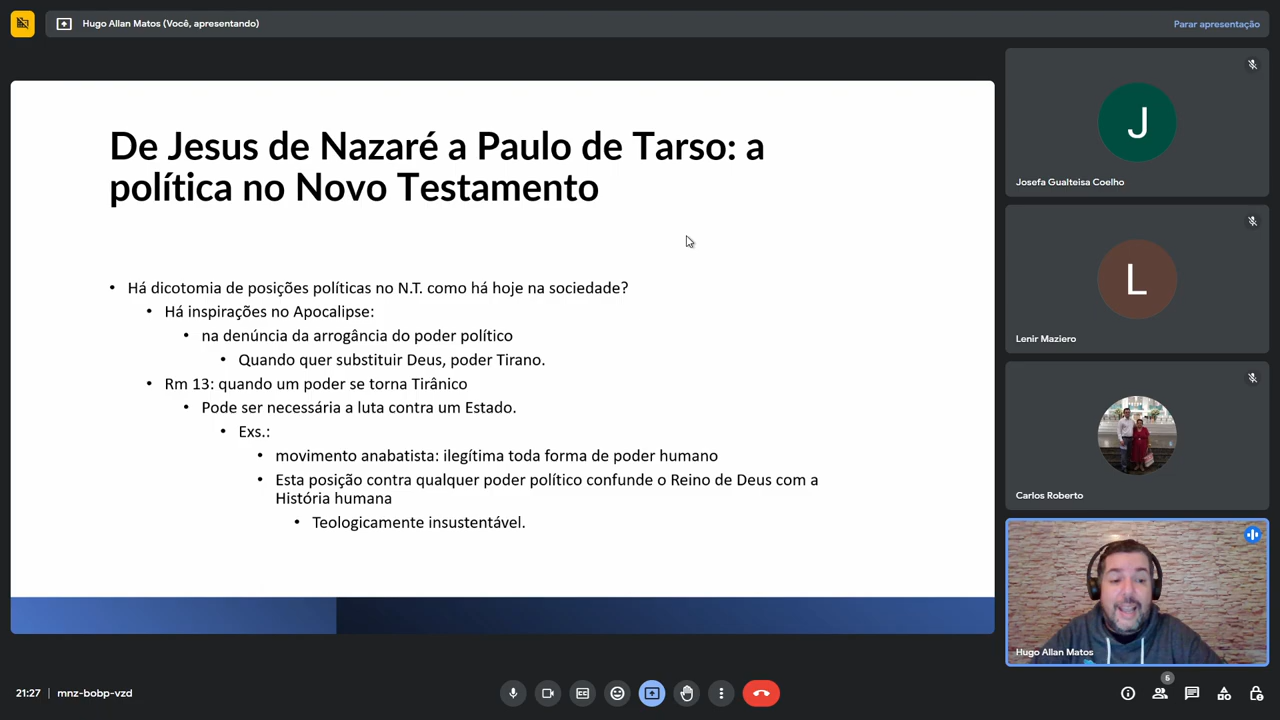 Hugo Allan Matos (Você, apresentando)
Parar apresentação
De Jesus de Nazaré a Paulo de Tarso: a
política no Novo Testamento
• Há dicotomia de posições políticas no N.T. como há hoje na sociedade?
• Há inspirações no Apocalipse:
• na denúncia da arrogância do poder político
• Quando quer substituir Deus, poder Tirano.
• Rm 13: quando um poder se torna Tirânico
• Pode ser necessária a luta contra um Estado.
• Exs.:
• movimento anabatista: ilegítima toda forma de poder humano
• Esta posição contra qualquer poder político confunde o Reino de Deus com a
História humana
• Teologicamente insustentável.
J
Josefa Gualteisa Coelho
L
Lenir Maziero
Carlos Roberto
Hugo Allan Matos
21:27 | mnz-bobp-vzd
6